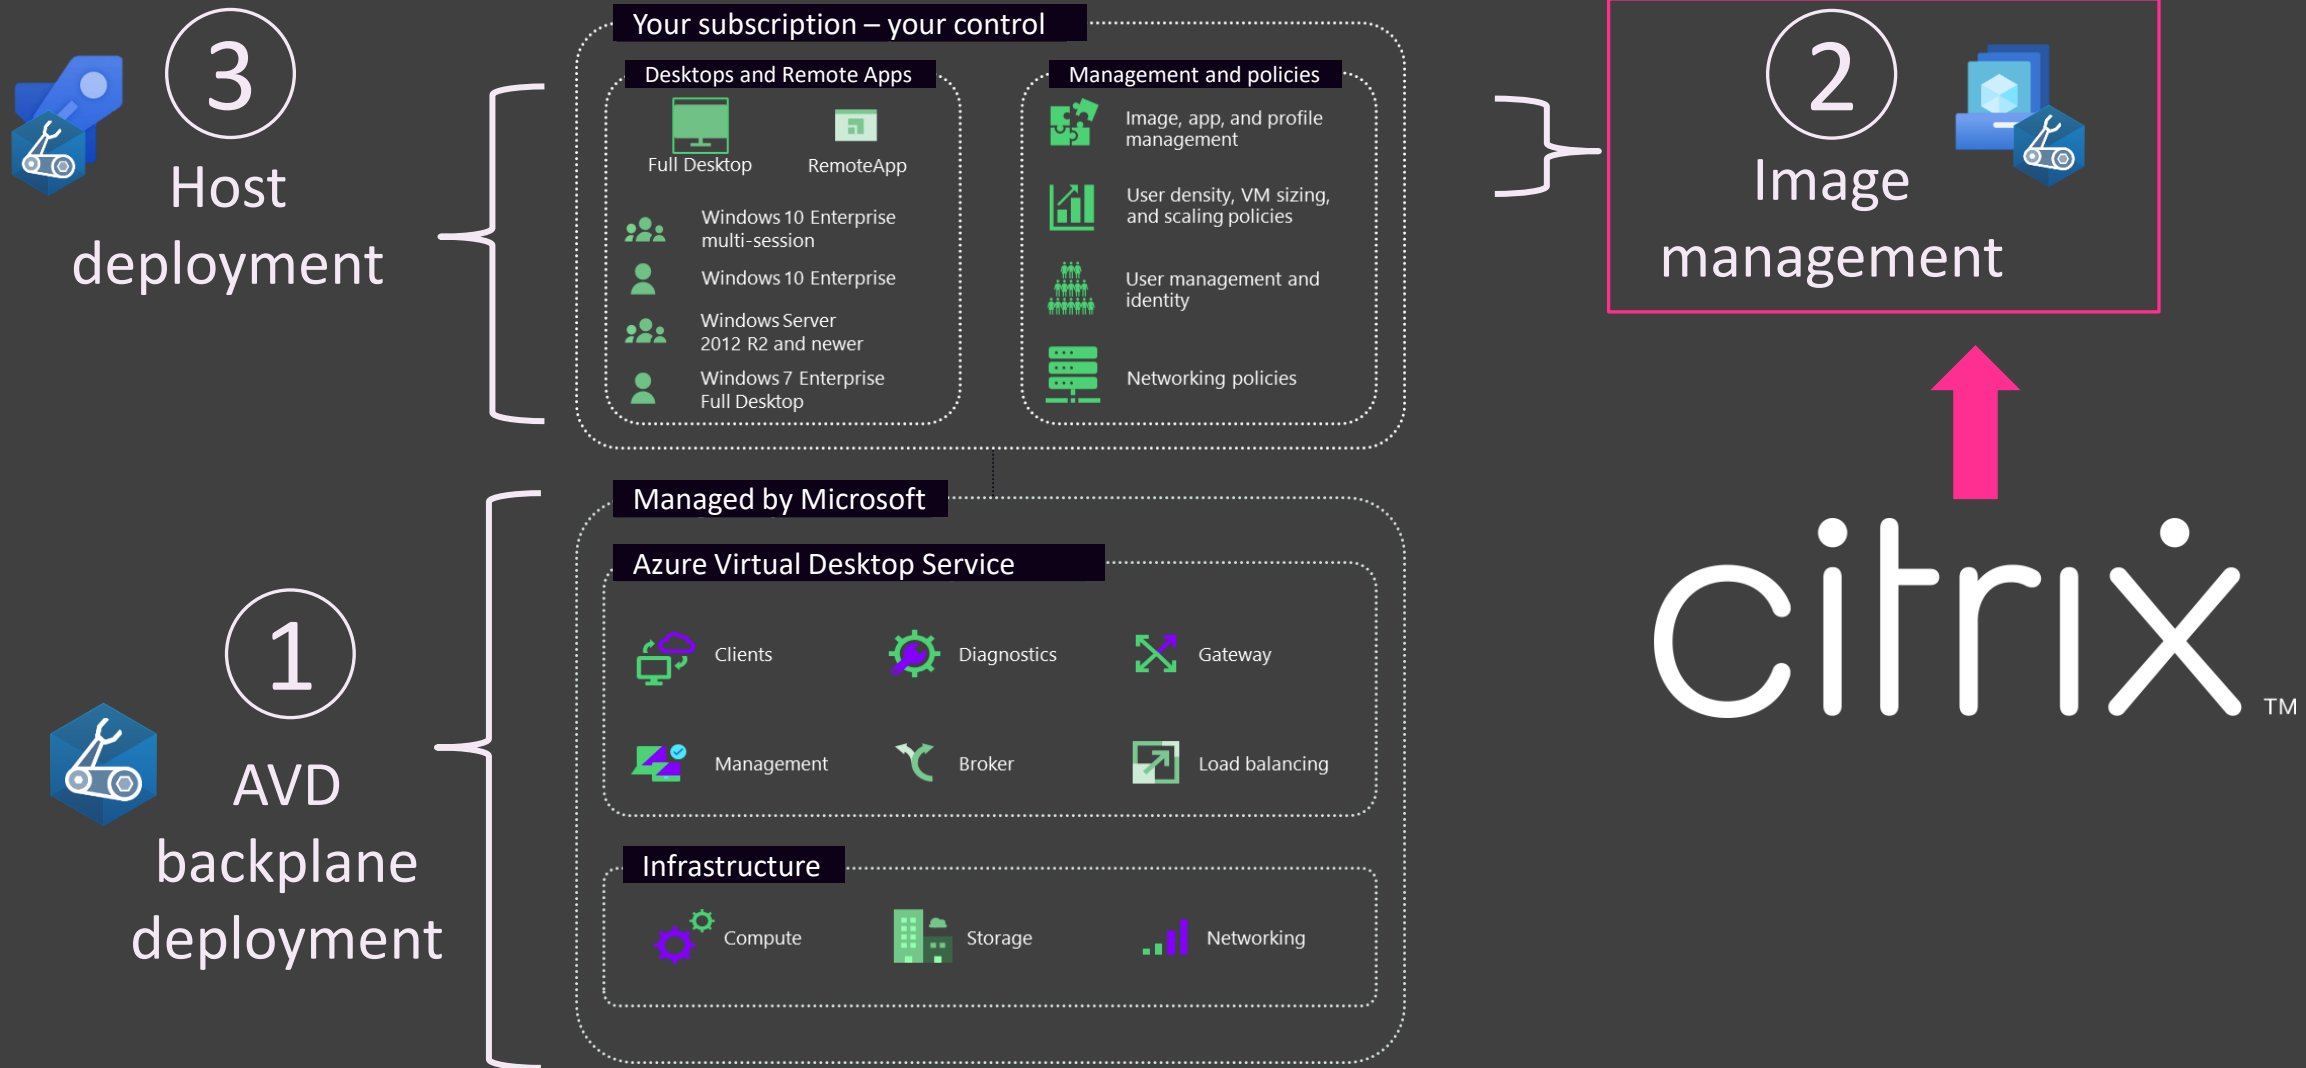 3
Host
deployment
Your subscription – your control
Desktops and Remote Apps
Full Desktop
RemoteApp
Windows 10 Enterprise
multi-session
Windows 10 Enterprise
Windows Server
2012 R2 and newer
Windows 7 Enterprise
Full Desktop
Management and policies
Image, app, and profile
management
User density, VM sizing,
and scaling policies
User management and
identity
Networking policies
2
Image
management
citrix
TM
1
AVD
backplane
deployment
Managed by Microsoft
Azure Virtual Desktop Service
Clients
Diagnostics
Gateway
Management
Broker
Load balancing
Infrastructure
Compute
Storage
Networking